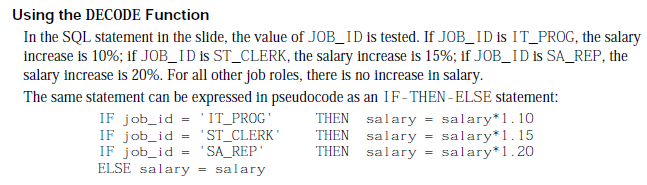 Using the DECODE Function
In the SQL statement in the slide, the value of JOB_ID is tested. If JOB_ID is IT_PROG, the salary
increase is 10%; if JOB_ID is ST_CLERK, the salary increase is 15%; if JOB_ID is SA_REP, the
salary increase is 20%. For all other job roles, there is no increase in salary.
The same statement can be expressed in pseudocode as an IF-THEN-ELSE statement:
IF job_id = 'IT_PROG' THEN salary = salary*1.10
IF job_id = 'ST_CLERK' THEN salary = salary*1.15
IF job_id = 'SA_REP' THEN salary = salary*1.20
ELSE salary = salary